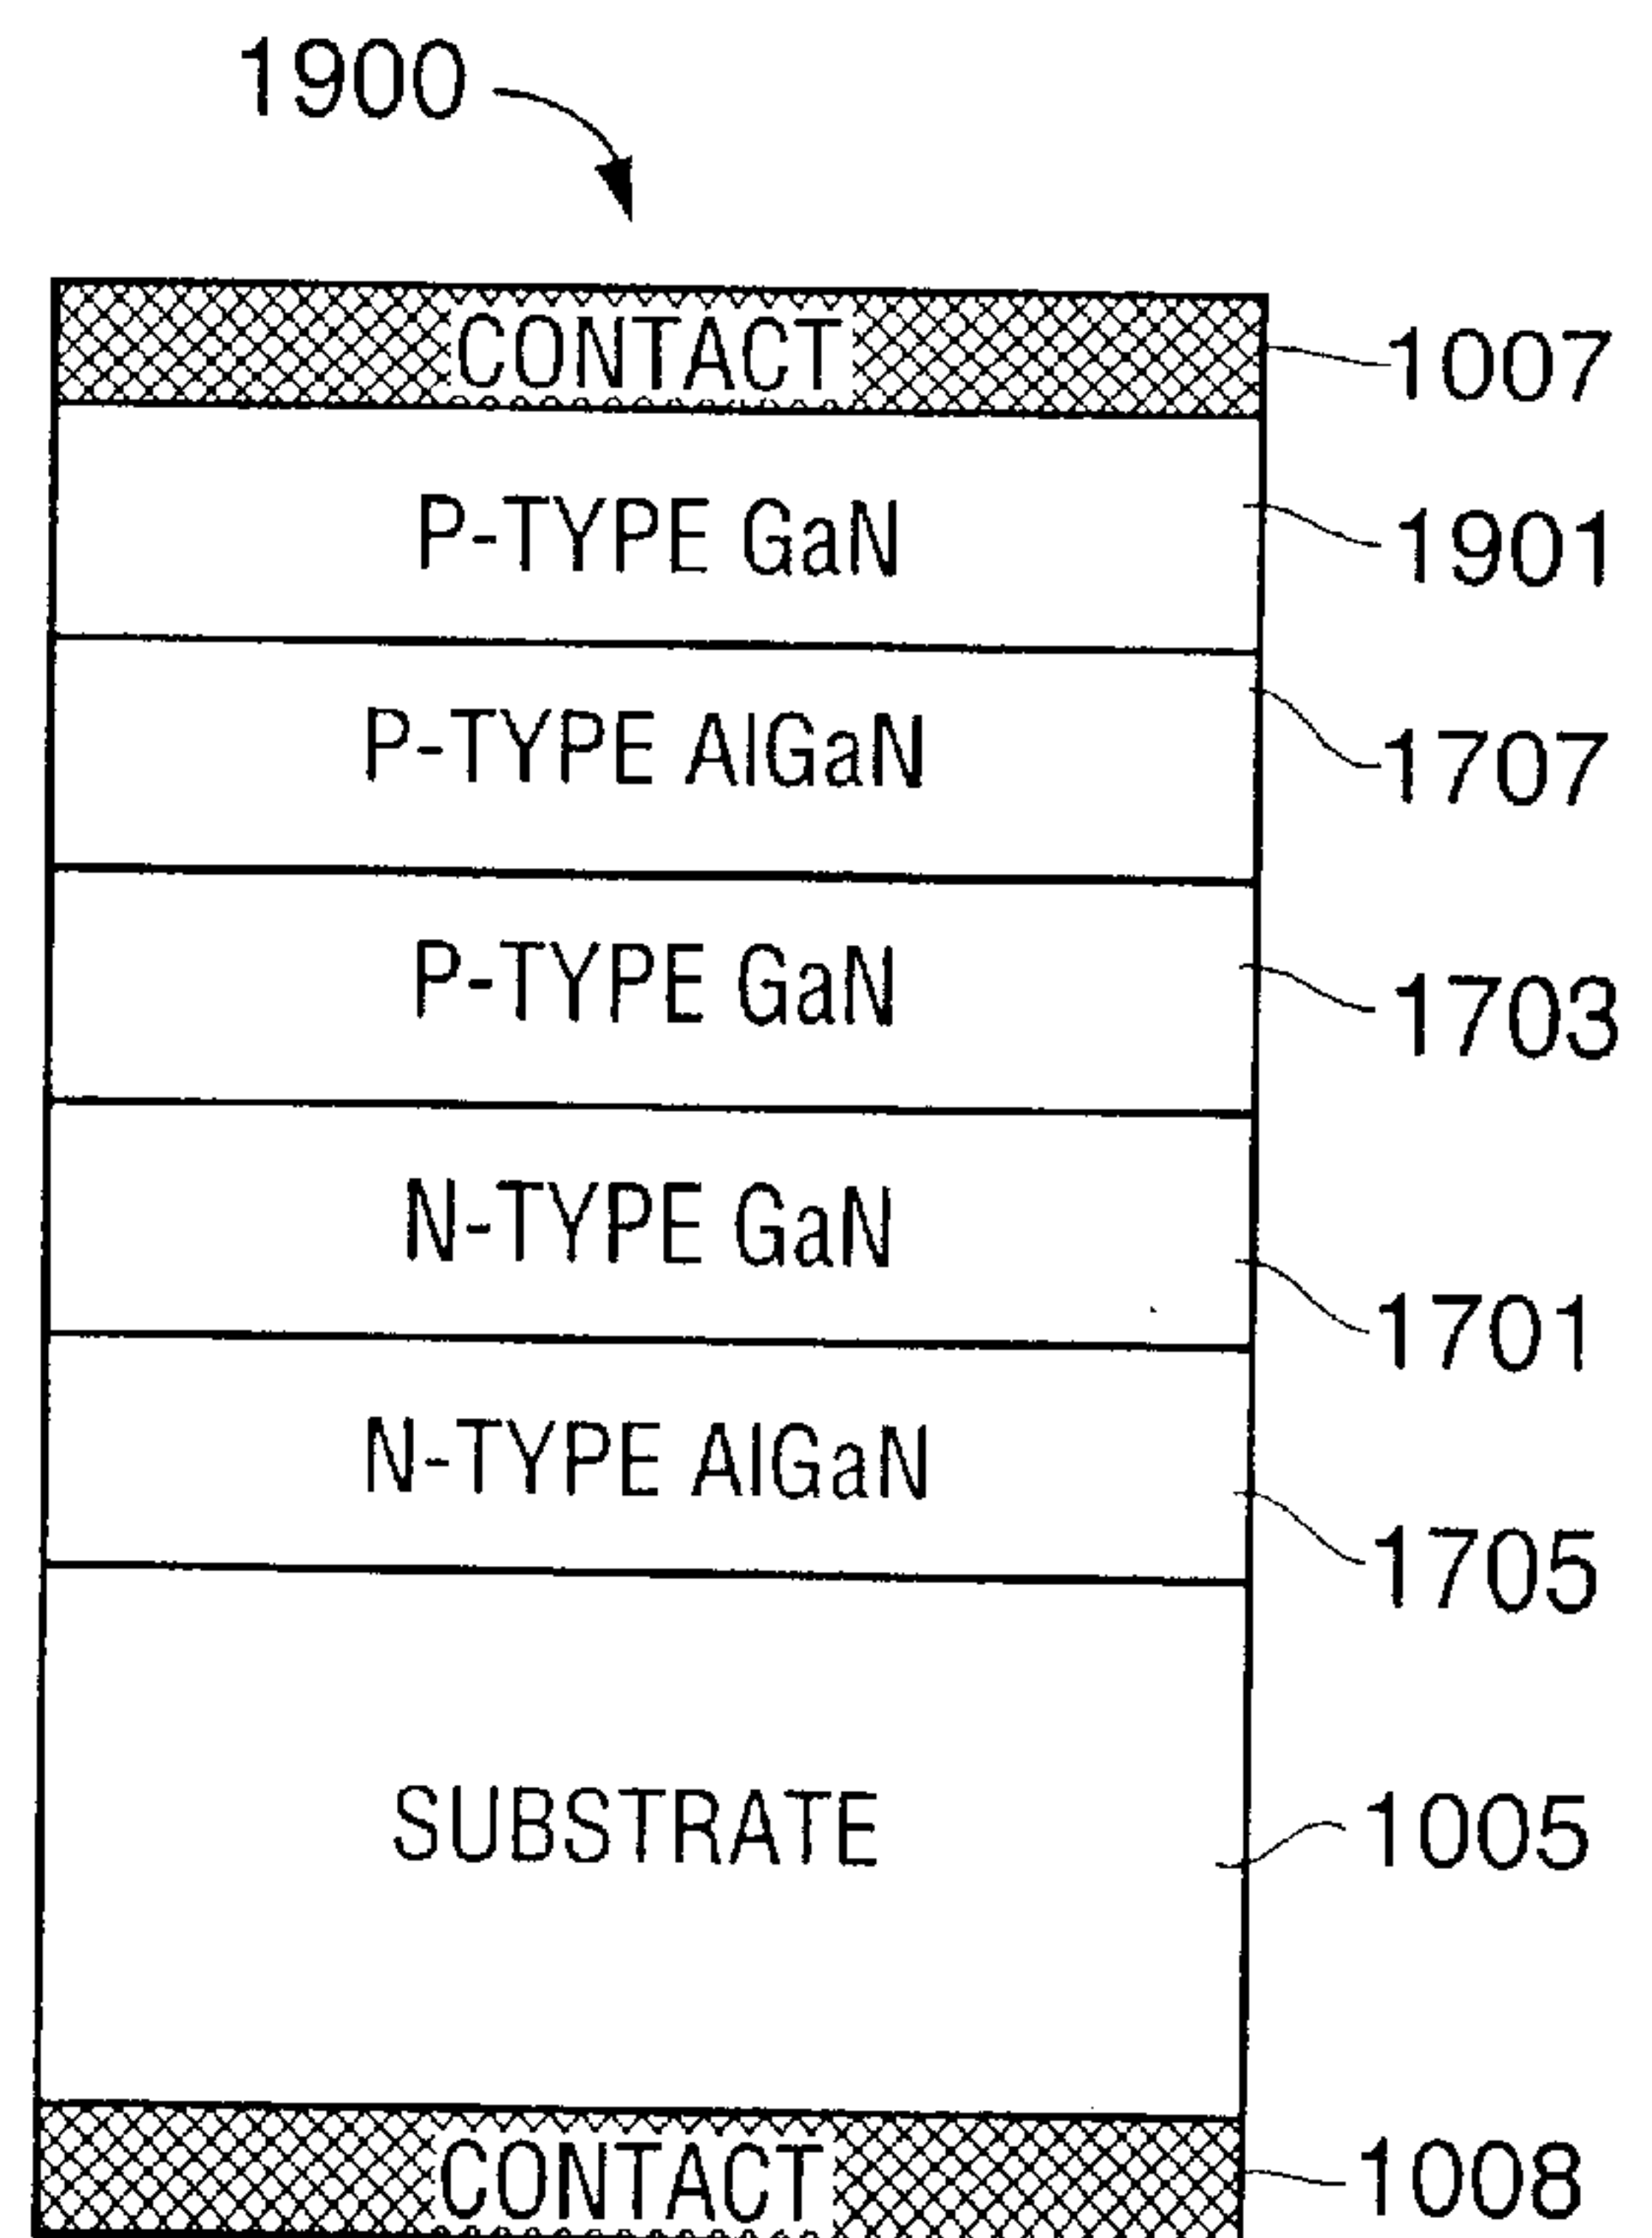 1900
CONTACT 1007
P-TYPE GaN 1901
P-TYPE AlGaN 1707
P-TYPE GaN 1703
N-TYPE GaN 1701
N-TYPE AlGaN 1705
SUBSTRATE 1005
CONTACT 1008